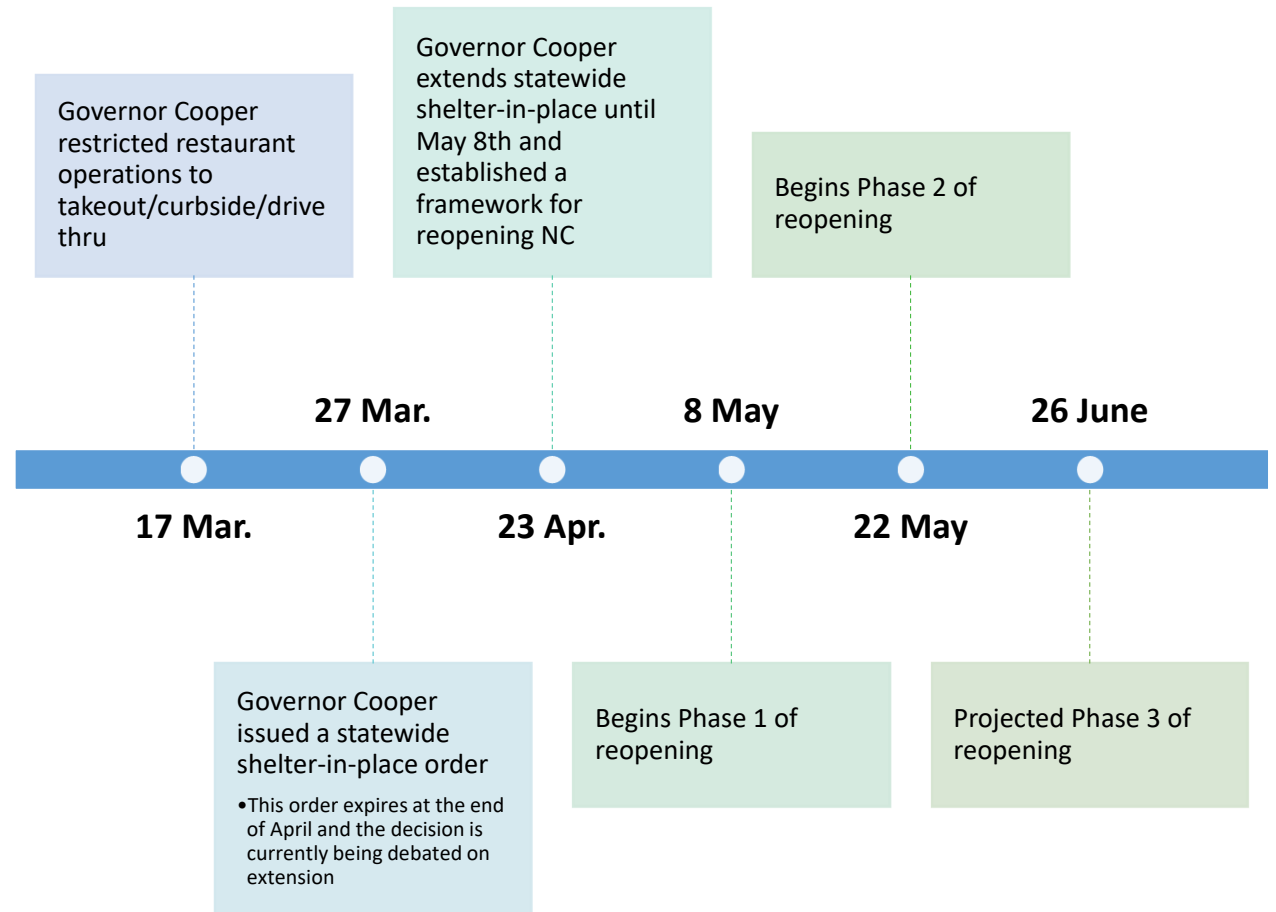 Governor Cooper
restricted restaurant
operations to
takeout/curbside/drive
thru
Governor Cooper
extends statewide
shelter-in-place until
May 8th and
established a
framework for
reopening NC
Begins Phase 2 of
reopening
27 Mar.
8 May
26 June
17 Mar.
23 Apr.
22 May
Governor Cooper
issued a statewide
shelter-in-place order
•This order expires at the end
of April and the decision is
currently being debated on
extension
Begins Phase 1 of
reopening
Projected Phase 3 of
reopening